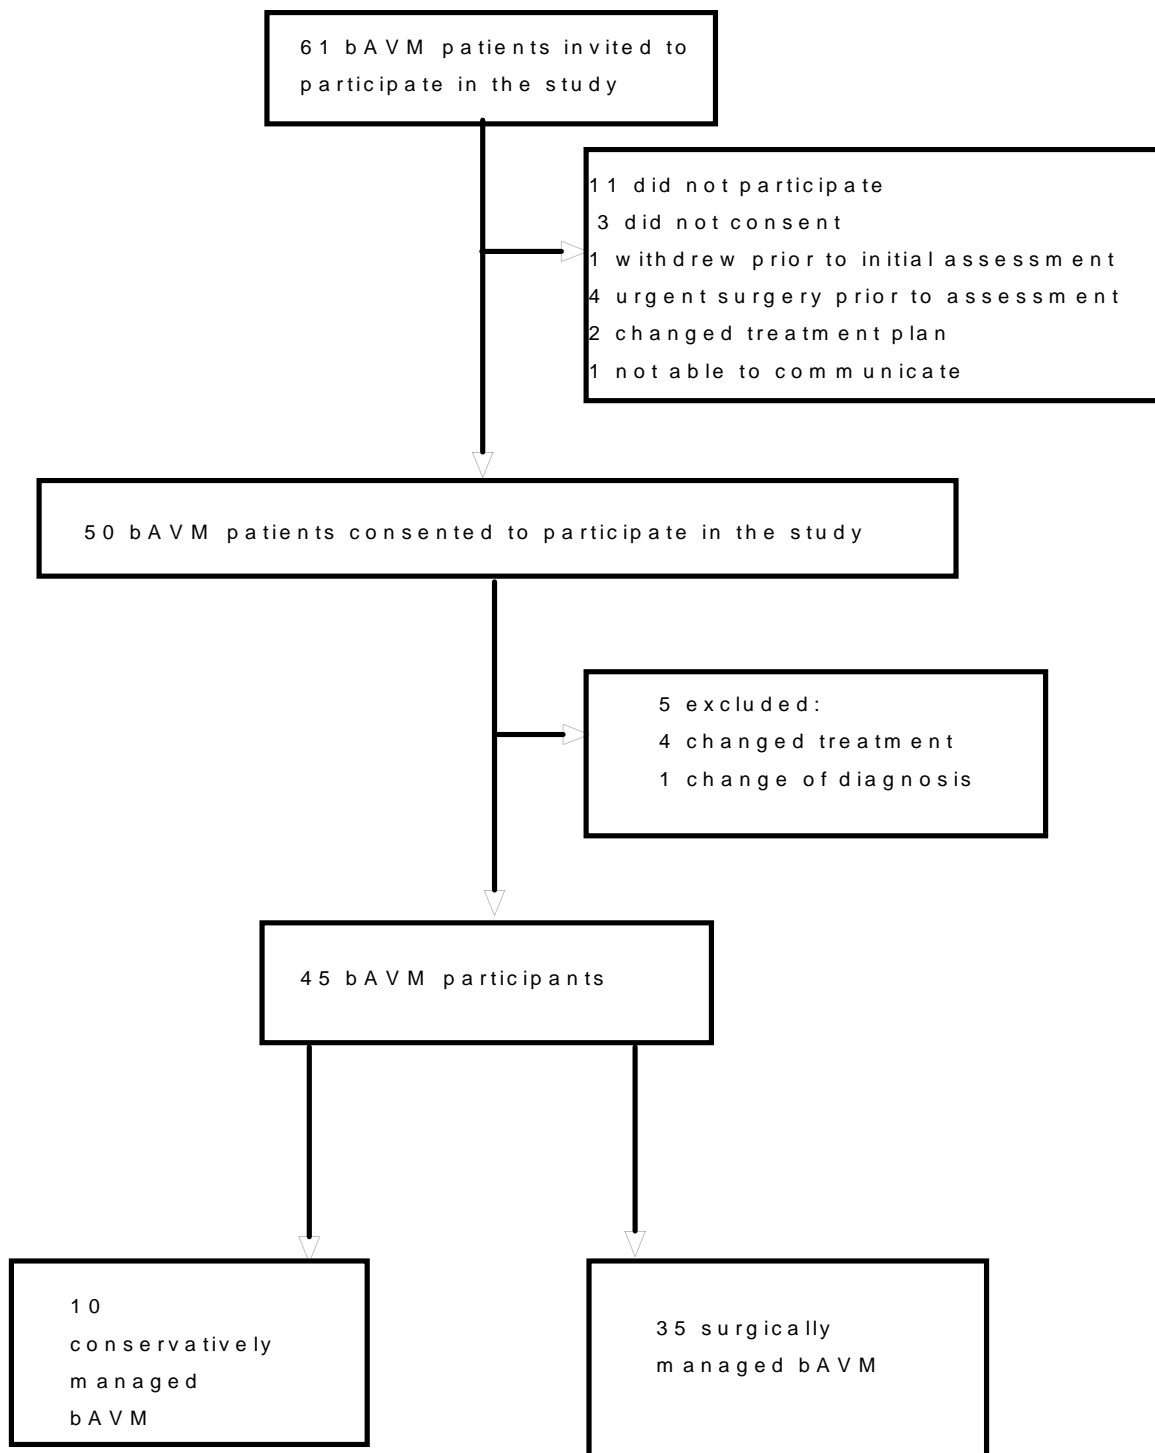 61 bAVM patients invited to
participate in the study
11 did not participate
3 did not consent
1 withdrew prior to initial assessment
4 urgent surgery prior to assessment
2 changed treatment plan
1 not able to communicate
50 bAVM patients consented to participate in the study
5 excluded:
4 changed treatment
1 change of diagnosis
45 bAVM participants
10
conservatively
managed
bAVM
35 surgically
managed bAVM